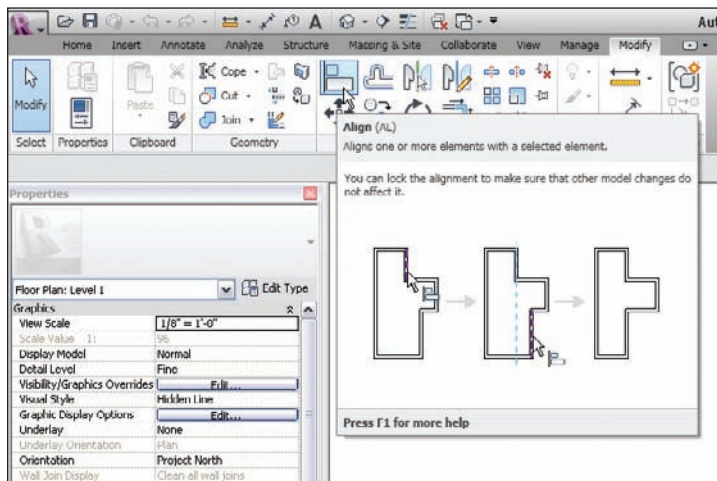 Aut
Home Insert Annotate Analyze Structure Massing & Site Collaborate View Manage Modify
Modify
Paste
Cope
Cut
Join
Select Properties Clipboard Geometry
Align (AL)
Aligns one or more elements with a selected element.
You can lock the alignment to make sure that other model changes do
not affect it.
Press F1 for more help
Properties
Floor Plan: Level 1
Edit Type
Graphics
View Scale 1/8" = 1'-0"
Scale Value 1: 96
Display Model Normal
Detail Level Fine
Visibility/Graphics Overrides Edit...
Visual Style Hidden Line
Graphic Display Options Edit...
Underlay None
Underlay Orientation Plan
Orientation Project North
Wall Join Display Clean all wall joins